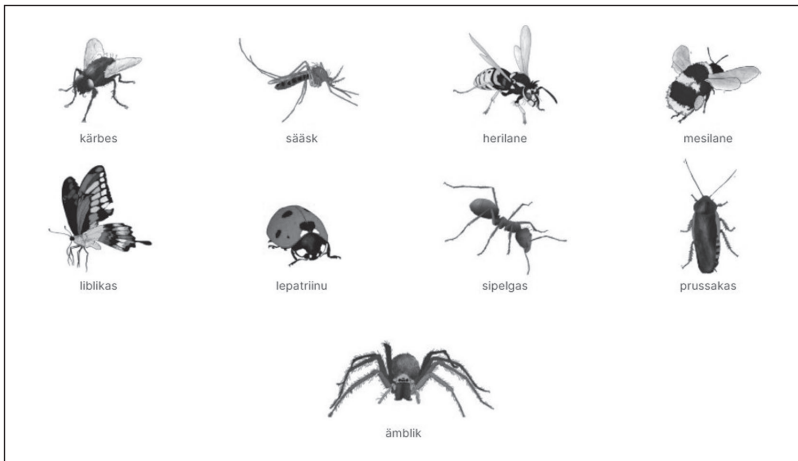 kärbes
sääsk
herilane
mesilane
liblikas
lepatriinu
sipelgas
prussakas
ämblik